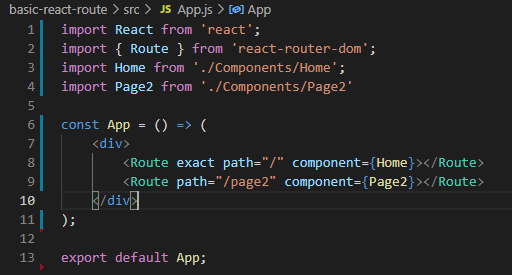 basic-react-route > src > JS App.js > App
1 import React from 'react';
2 import { Route } from 'react-router-dom';
3 import Home from './Components/Home';
4 import Page2 from './Components/Page2'
5
6 const App = () => (
7 <div>
8 <Route exact path="/" component={Home}></Route>
9 <Route path="/page2" component={Page2}></Route>
10 </div>
11 );
12
13 export default App;